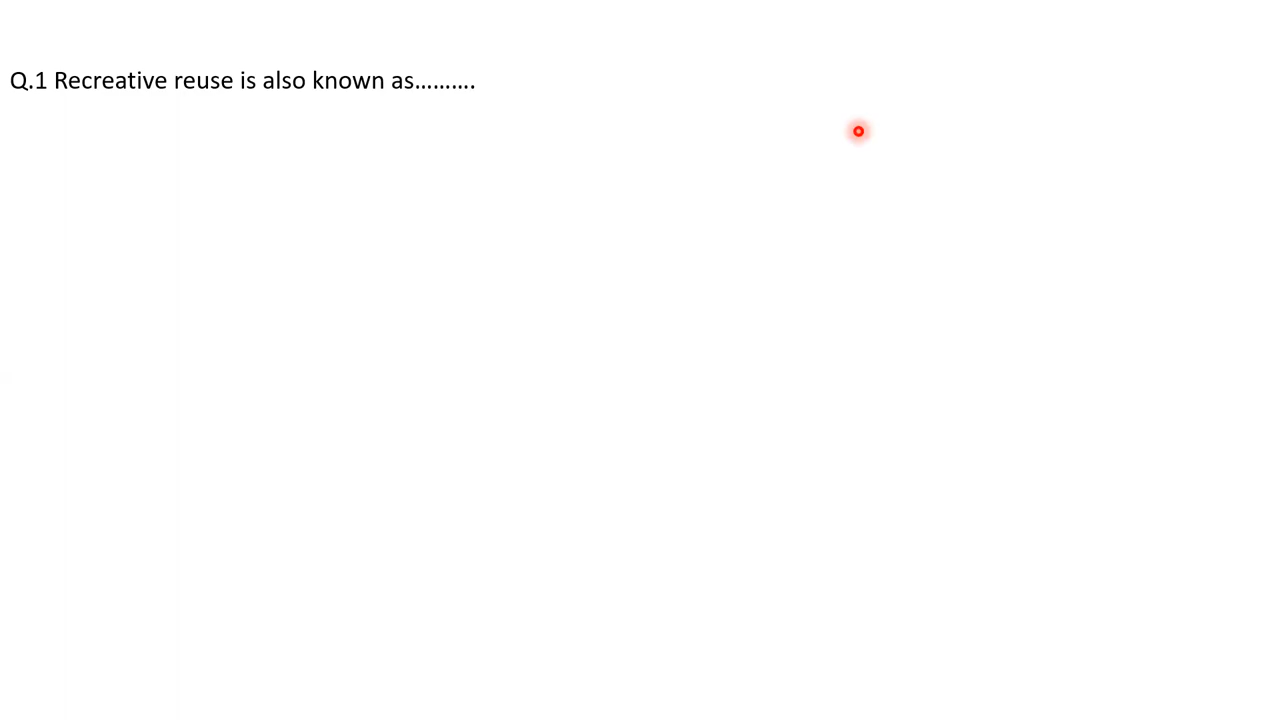 Q.1 Recreative reuse is also known as……….